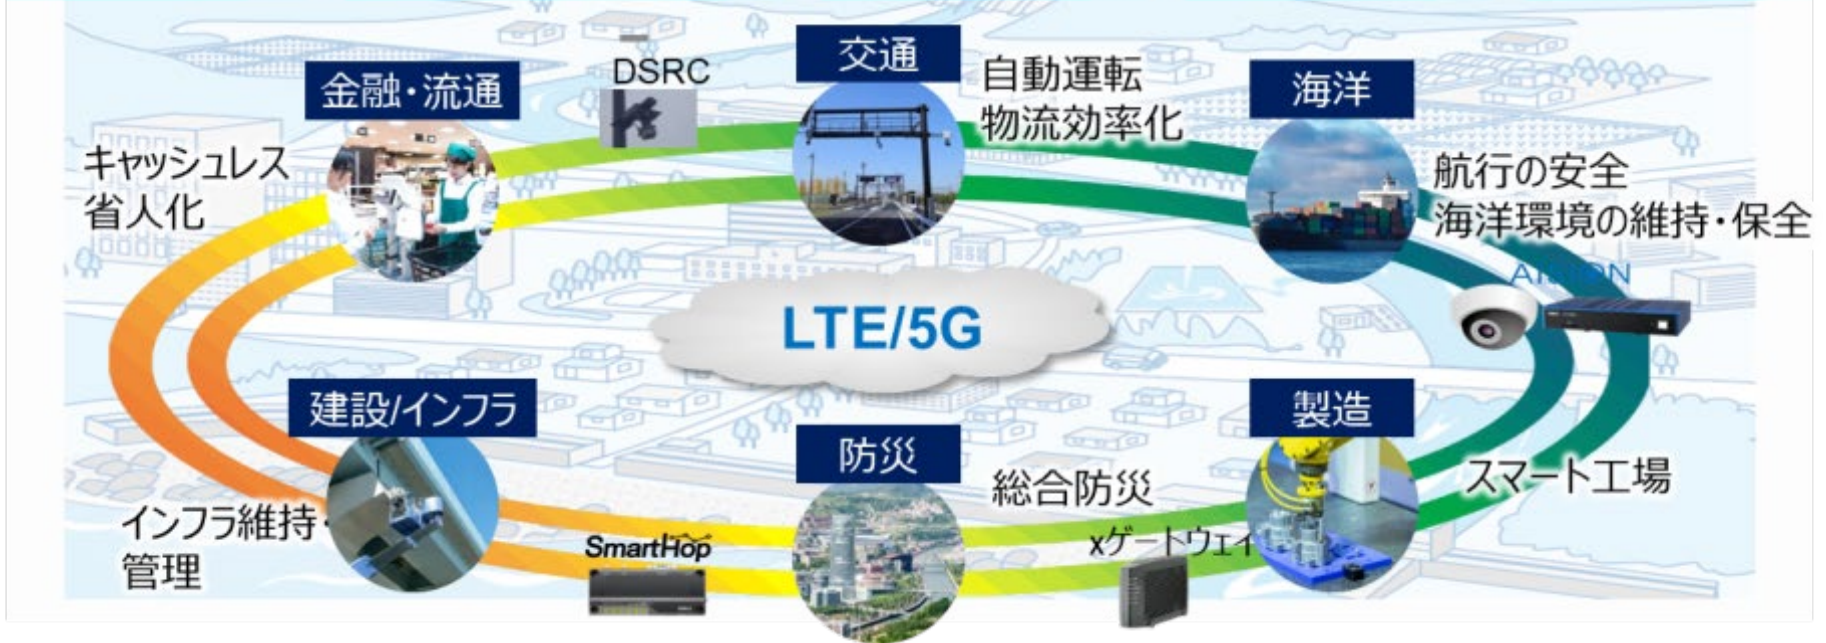 金融・流通
DSRC
交通
自動運転
物流効率化
海洋
キャッシュレス
省人化
航行の安全
海洋環境の維持・保全
LTE/5G
建設/インフラ
インフラ維持・
管理
SmartHop
防災
総合防災
xゲートウェイ
製造
スマート工場